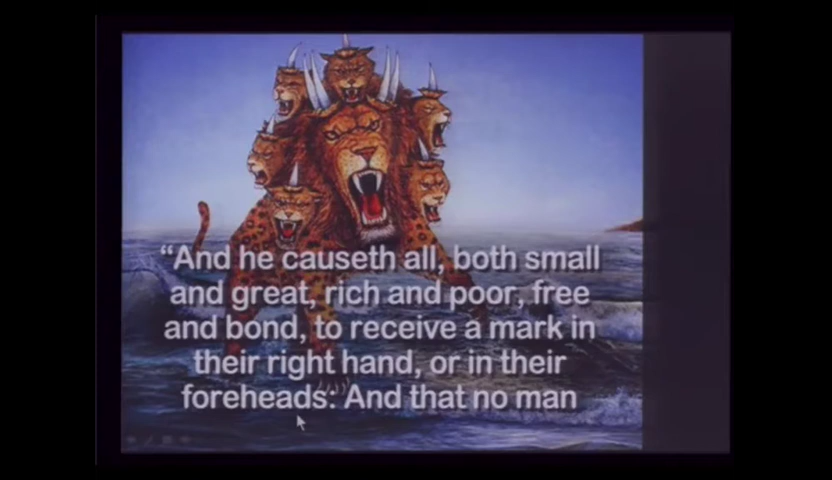 “And he causeth all, both small
and great, rich and poor, free
and bond, to receive a mark in
their right hand, or in their
foreheads: And that no man